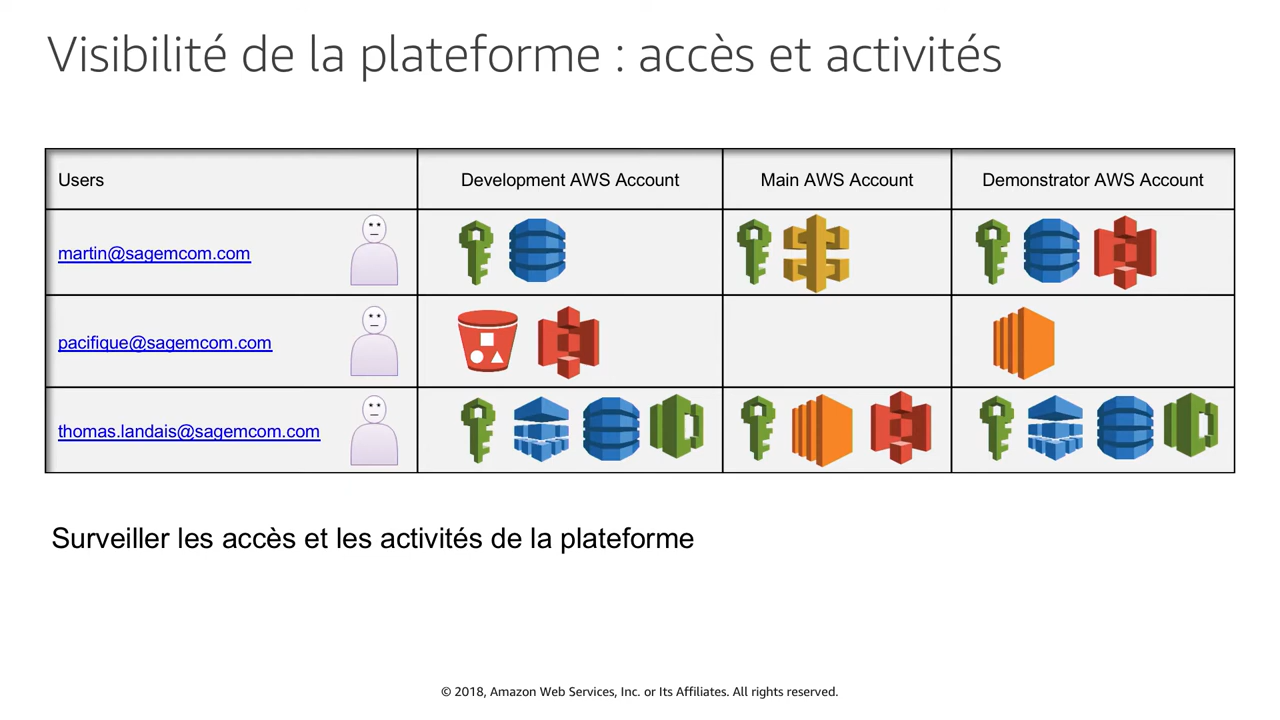 Visibilité de la plateforme : accès et activités
Users
Development AWS Account
Main AWS Account
Demonstrator AWS Account
martin@sagemcom.com
pacifique@sagemcom.com
thomas.landais@sagemcom.com
Surveiller les accès et les activités de la plateforme
© 2018, Amazon Web Services, Inc. or Its Affiliates. All rights reserved.